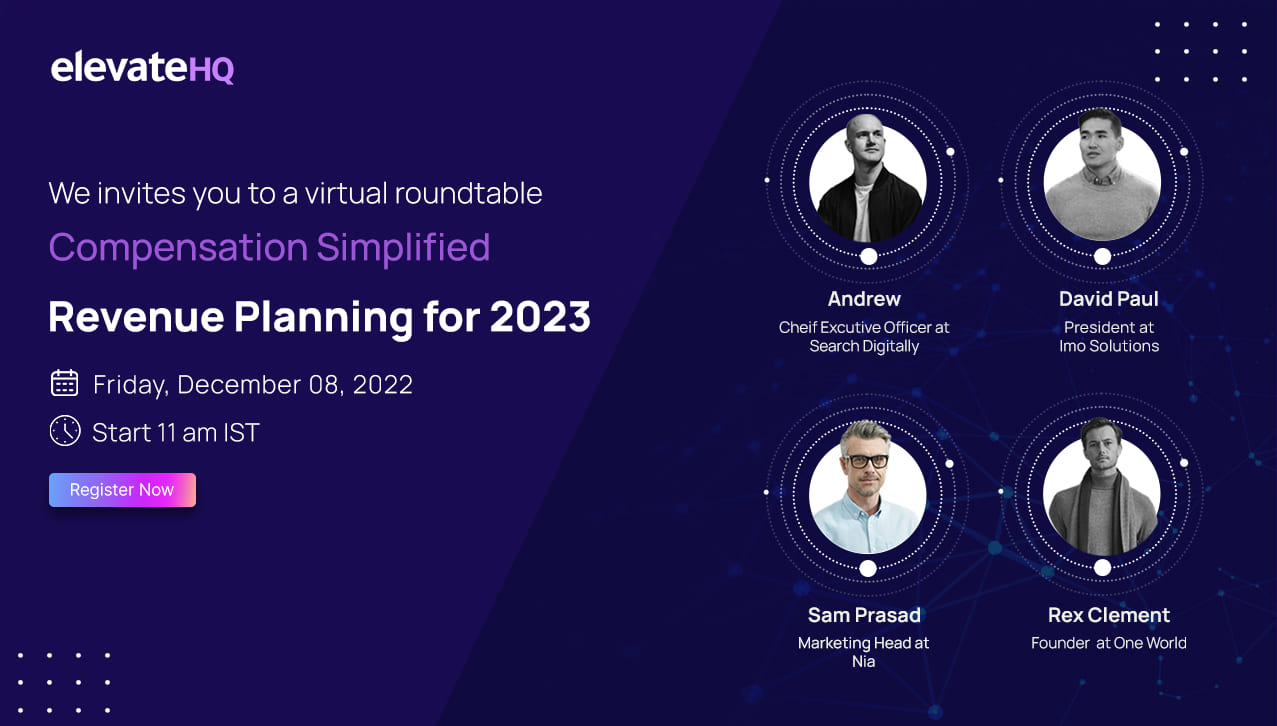 elevateHQ
We invites you to a virtual roundtable
Compensation Simplified
Revenue Planning for 2023
Friday, December 08, 2022
Start 11 am IST
Register Now
Andrew
Cheif Excutive Officer at
Search Digitally
David Paul
President at
Imo Solutions
Sam Prasad
Marketing Head at
Nia
Rex Clement
Founder at One World